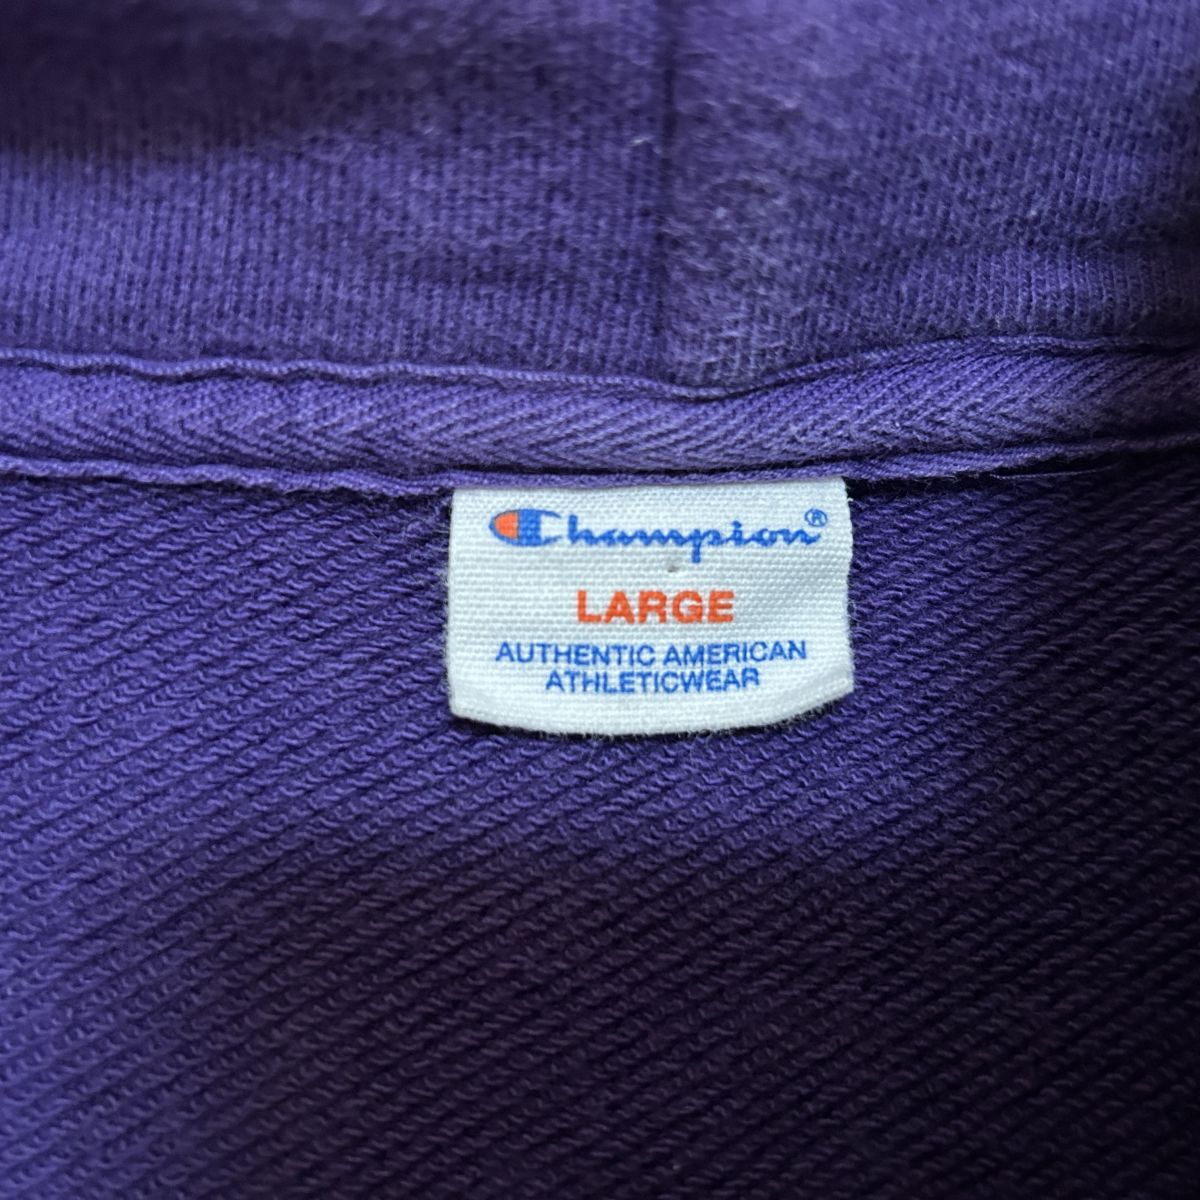 Champion®
LARGE
AUTHENTIC AMERICAN
ATHLETICWEAR